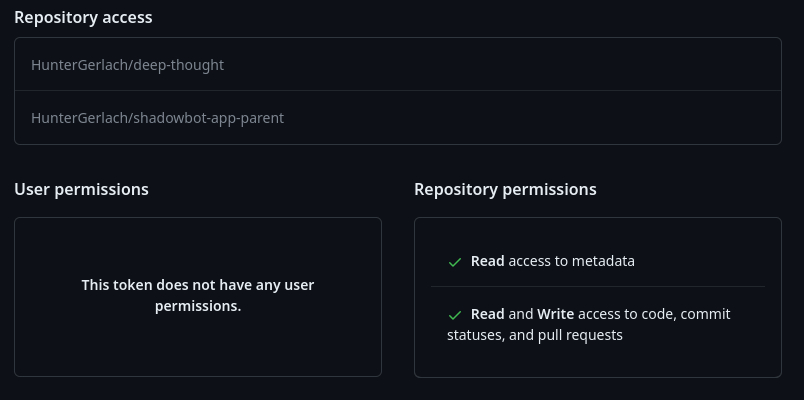 Repository access
HunterGerlach/deep-thought
HunterGerlach/shadowbot-app-parent
User permissions
This token does not have any user
permissions.
Repository permissions
Read access to metadata
Read and Write access to code, commit
statuses, and pull requests